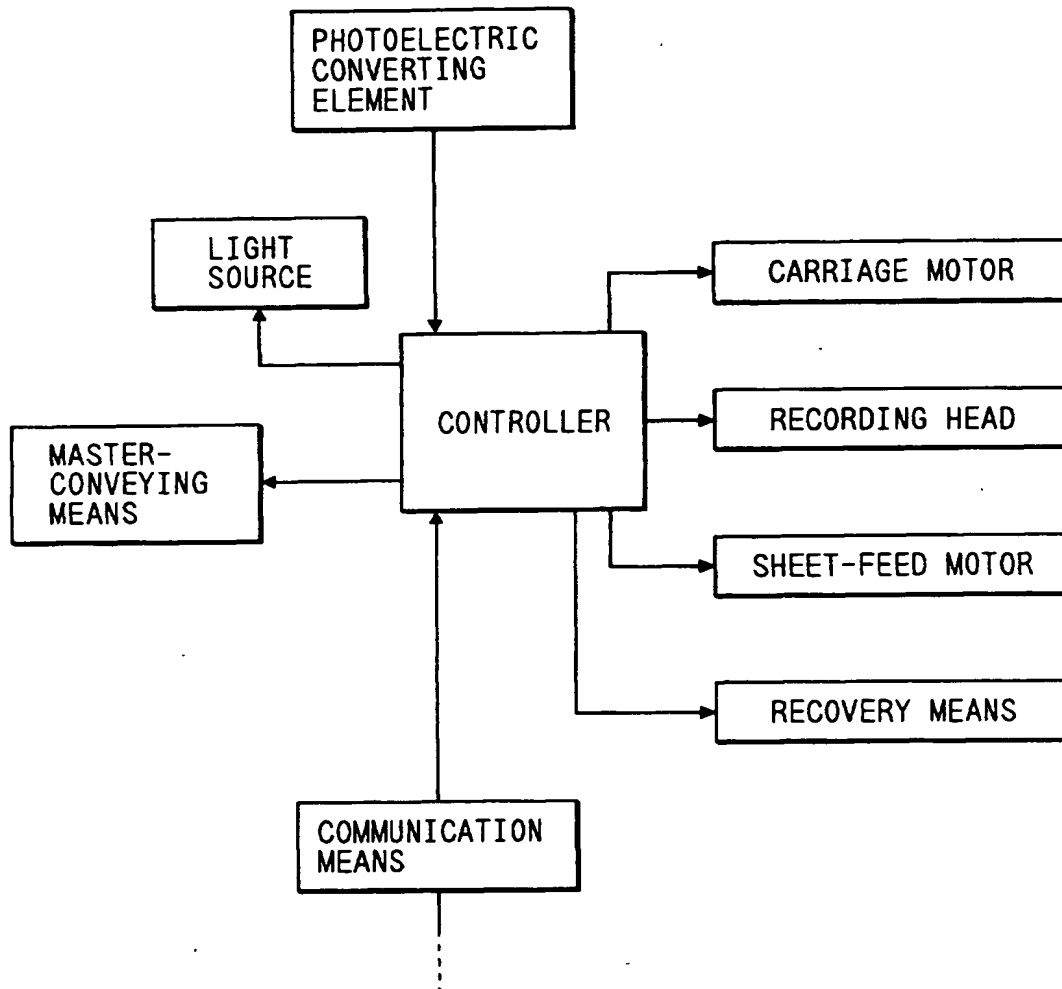 PHOTOELECTRIC
CONVERTING
ELEMENT
LIGHT
SOURCE
CARRIAGE MOTOR
CONTROLLER
RECORDING HEAD
MASTER-
CONVEYING
MEANS
SHEET-FEED MOTOR
RECOVERY MEANS
COMMUNICATION
MEANS